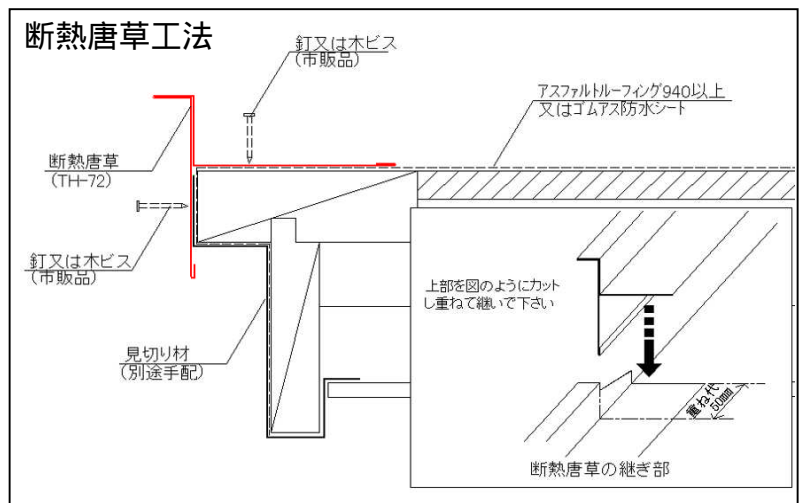 断熱唐草工法
釘又は木ビス
(市販品)
アスファルトルーフィング940以上
又はゴムアス防水シート
断熱唐草
(TH-72)
釘又は木ビス
(市販品)
見切り材
(別途手配)
上部を図のようにカット
し重ねて継いで下さい
重ね代
50mm
断熱唐草の継ぎ部